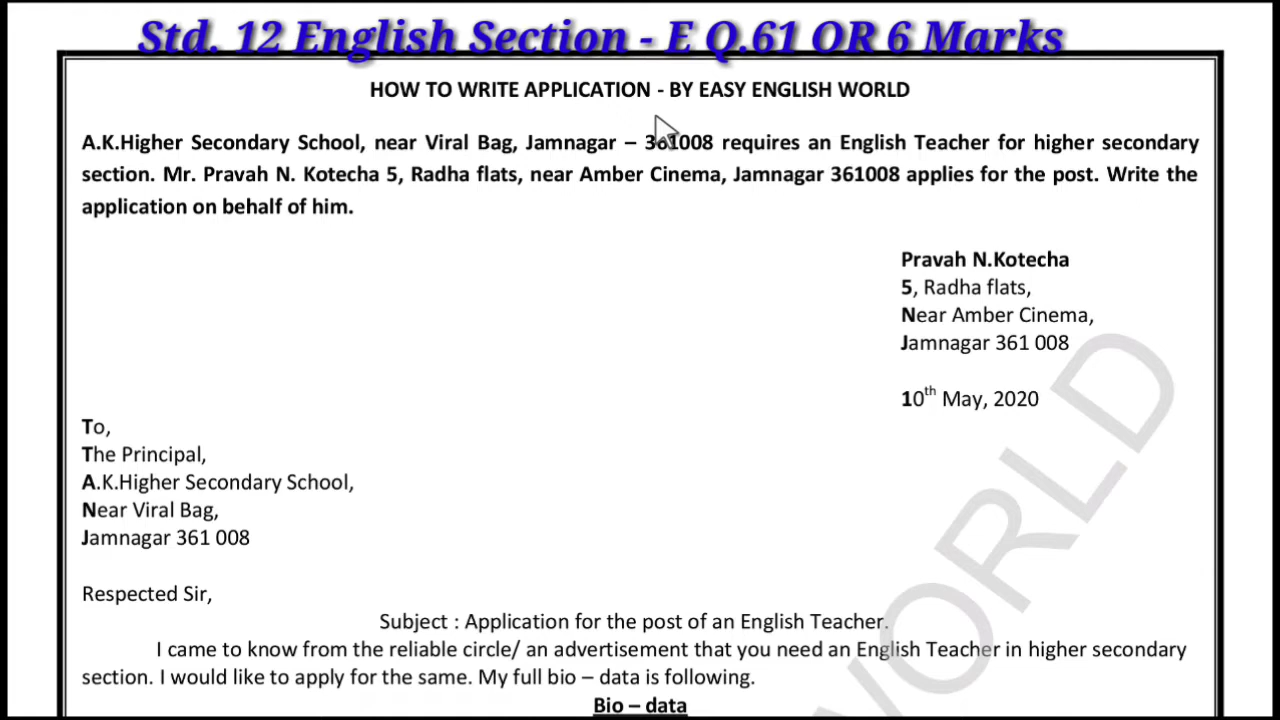 Std. 12 English Section - E Q.61 OR 6 Marks
HOW TO WRITE APPLICATION - BY EASY ENGLISH WORLD
A.K.Higher Secondary School, near Viral Bag, Jamnagar – 361008 requires an English Teacher for higher secondary
section. Mr. Pravah N. Kotecha 5, Radha flats, near Amber Cinema, Jamnagar 361008 applies for the post. Write the
application on behalf of him.
Pravah N.Kotecha
5, Radha flats,
Near Amber Cinema,
Jamnagar 361 008
10th May, 2020
To,
The Principal,
A.K.Higher Secondary School,
Near Viral Bag,
Jamnagar 361 008
Respected Sir,
Subject : Application for the post of an English Teacher.
I came to know from the reliable circle/ an advertisement that you need an English Teacher in higher secondary
section. I would like to apply for the same. My full bio – data is following.
Bio – data
WORLD